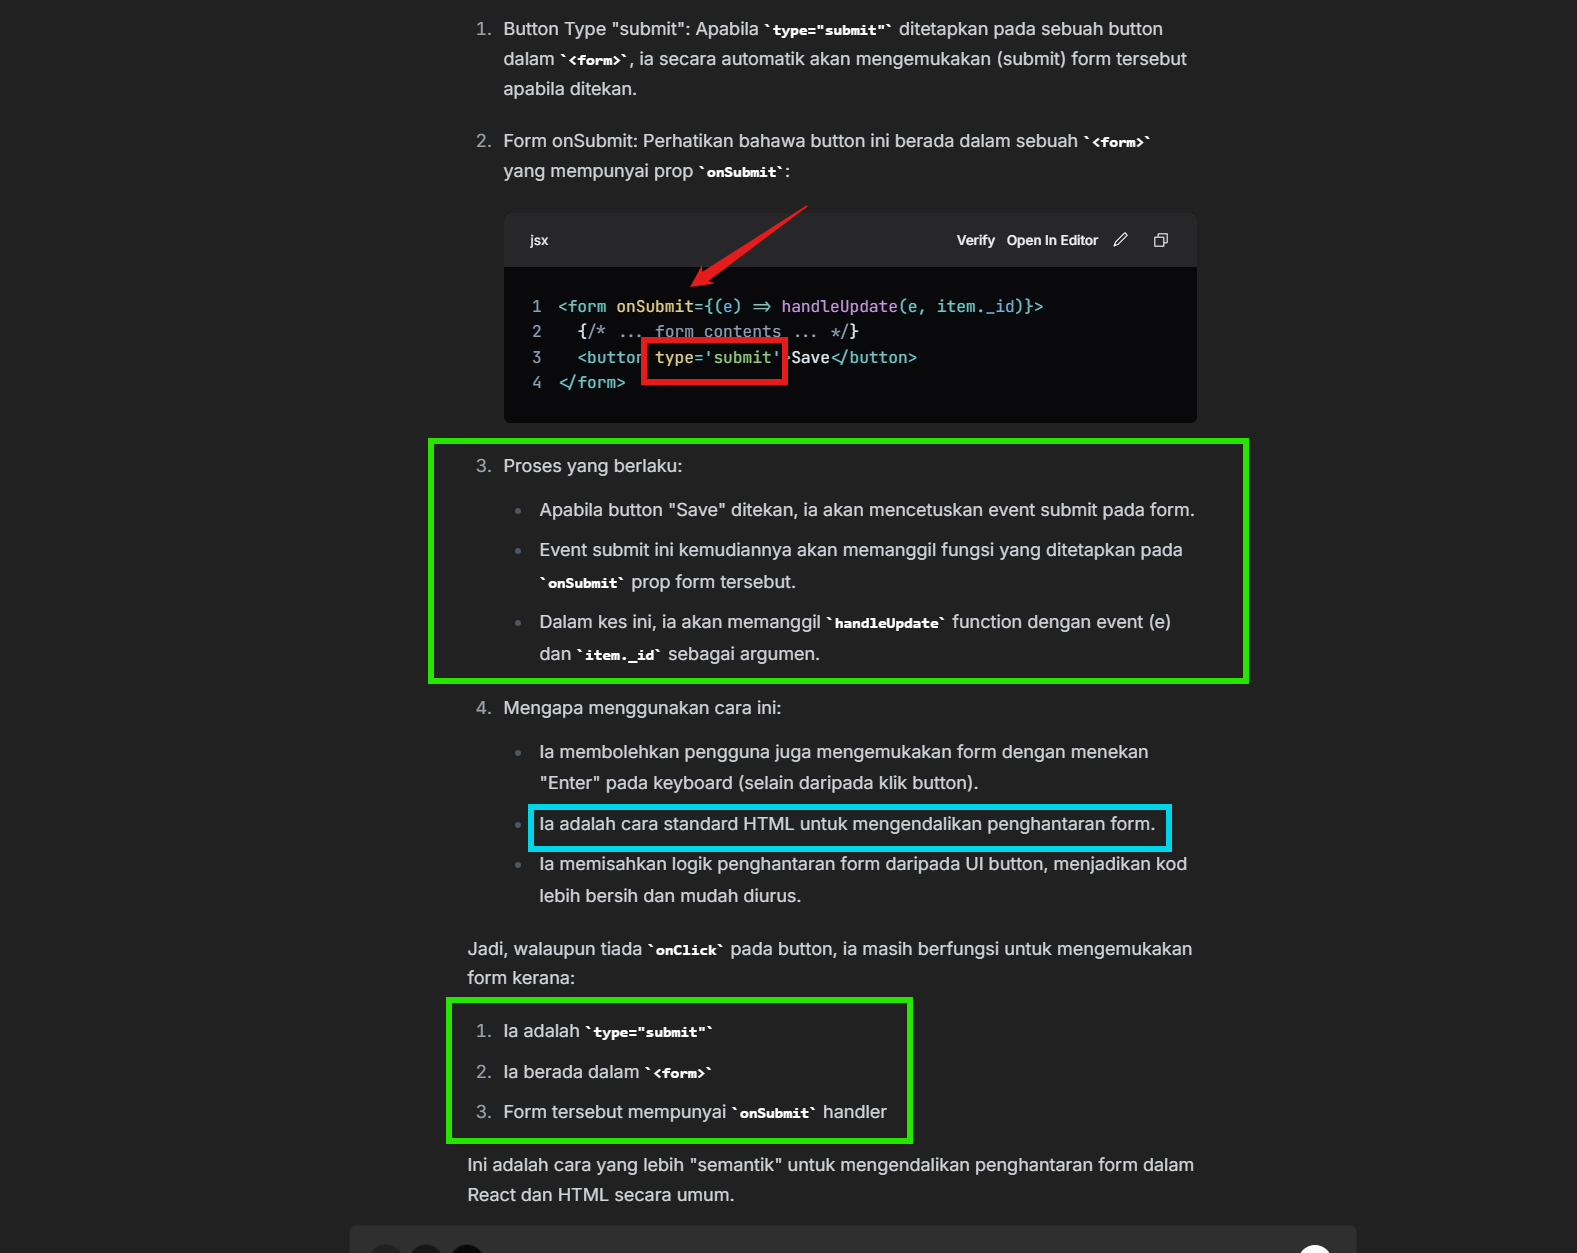 1. Button Type "submit": Apabila `type="submit"` ditetapkan pada sebuah button
dalam `<form>`, ia secara automatik akan mengemukakan (submit) form tersebut
apabila ditekan.
2. Form onSubmit: Perhatikan bahawa button ini berada dalam sebuah `<form>`
yang mempunyai prop `onSubmit`:
jsx Verify Open In Editor
1 <form onSubmit={(e) => handleUpdate(e, item._id)}>
2 {/* ... form contents ... */}
3 <button type='submit'>Save</button>
4 </form>
3. Proses yang berlaku:
• Apabila button "Save" ditekan, ia akan mencetuskan event submit pada form.
• Event submit ini kemudiannya akan memanggil fungsi yang ditetapkan pada
`onSubmit` prop form tersebut.
• Dalam kes ini, ia akan memanggil `handleUpdate` function dengan event (e)
dan `item._id` sebagai argumen.
4. Mengapa menggunakan cara ini:
• Ia membolehkan pengguna juga mengemukakan form dengan menekan
"Enter" pada keyboard (selain daripada klik button).
• Ia adalah cara standard HTML untuk mengendalikan penghantaran form.
• Ia memisahkan logik penghantaran form daripada UI button, menjadikan kod
lebih bersih dan mudah diurus.
Jadi, walaupun tiada `onClick` pada button, ia masih berfungsi untuk mengemukakan
form kerana:
1. Ia adalah `type="submit"`
2. Ia berada dalam `<form>`
3. Form tersebut mempunyai `onSubmit` handler
Ini adalah cara yang lebih "semantik" untuk mengendalikan penghantaran form dalam
React dan HTML secara umum.